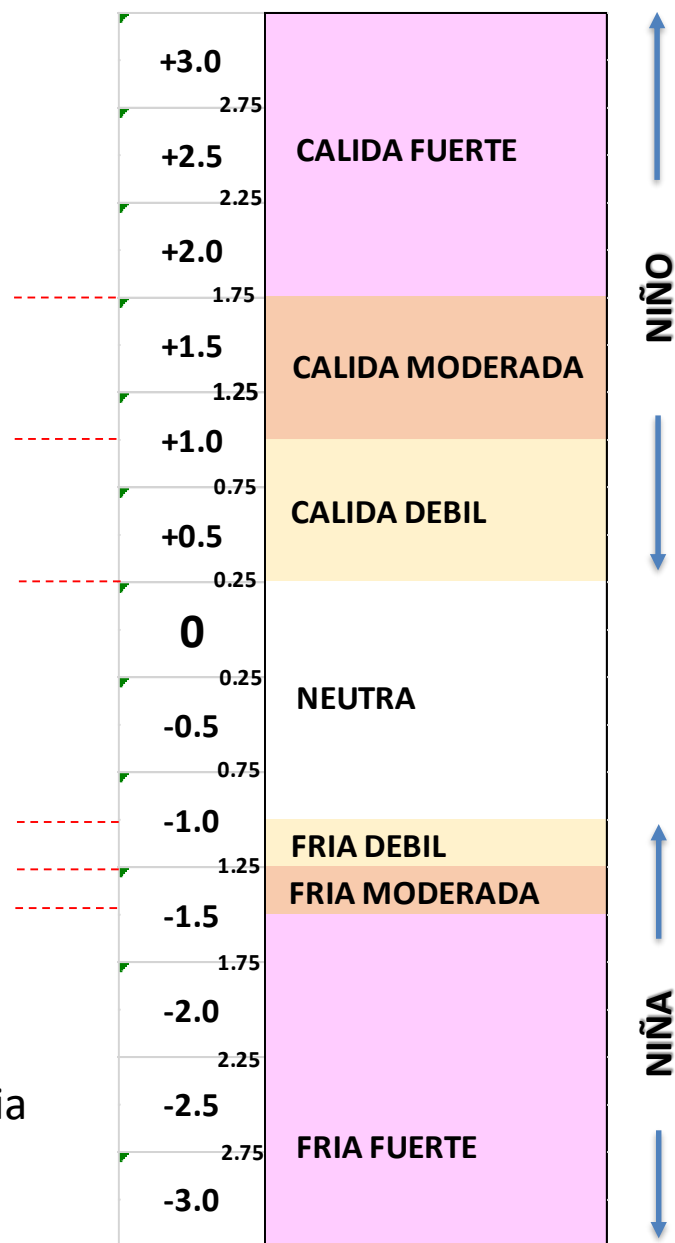 +3.0
2.75
+2.5
CALIDA FUERTE
2.25
+2.0
NIÑO
1.75
+1.5
CALIDA MODERADA
1.25
+1.0
0.75
CALIDA DEBIL
+0.5
0.25
0
0.25
NEUTRA
-0.5
0.75
-1.0
FRIA DEBIL
1.25
FRIA MODERADA
-1.5
1.75
-2.0
NIÑA
2.25
ia
-2.5
FRIA FUERTE
2.75
-3.0